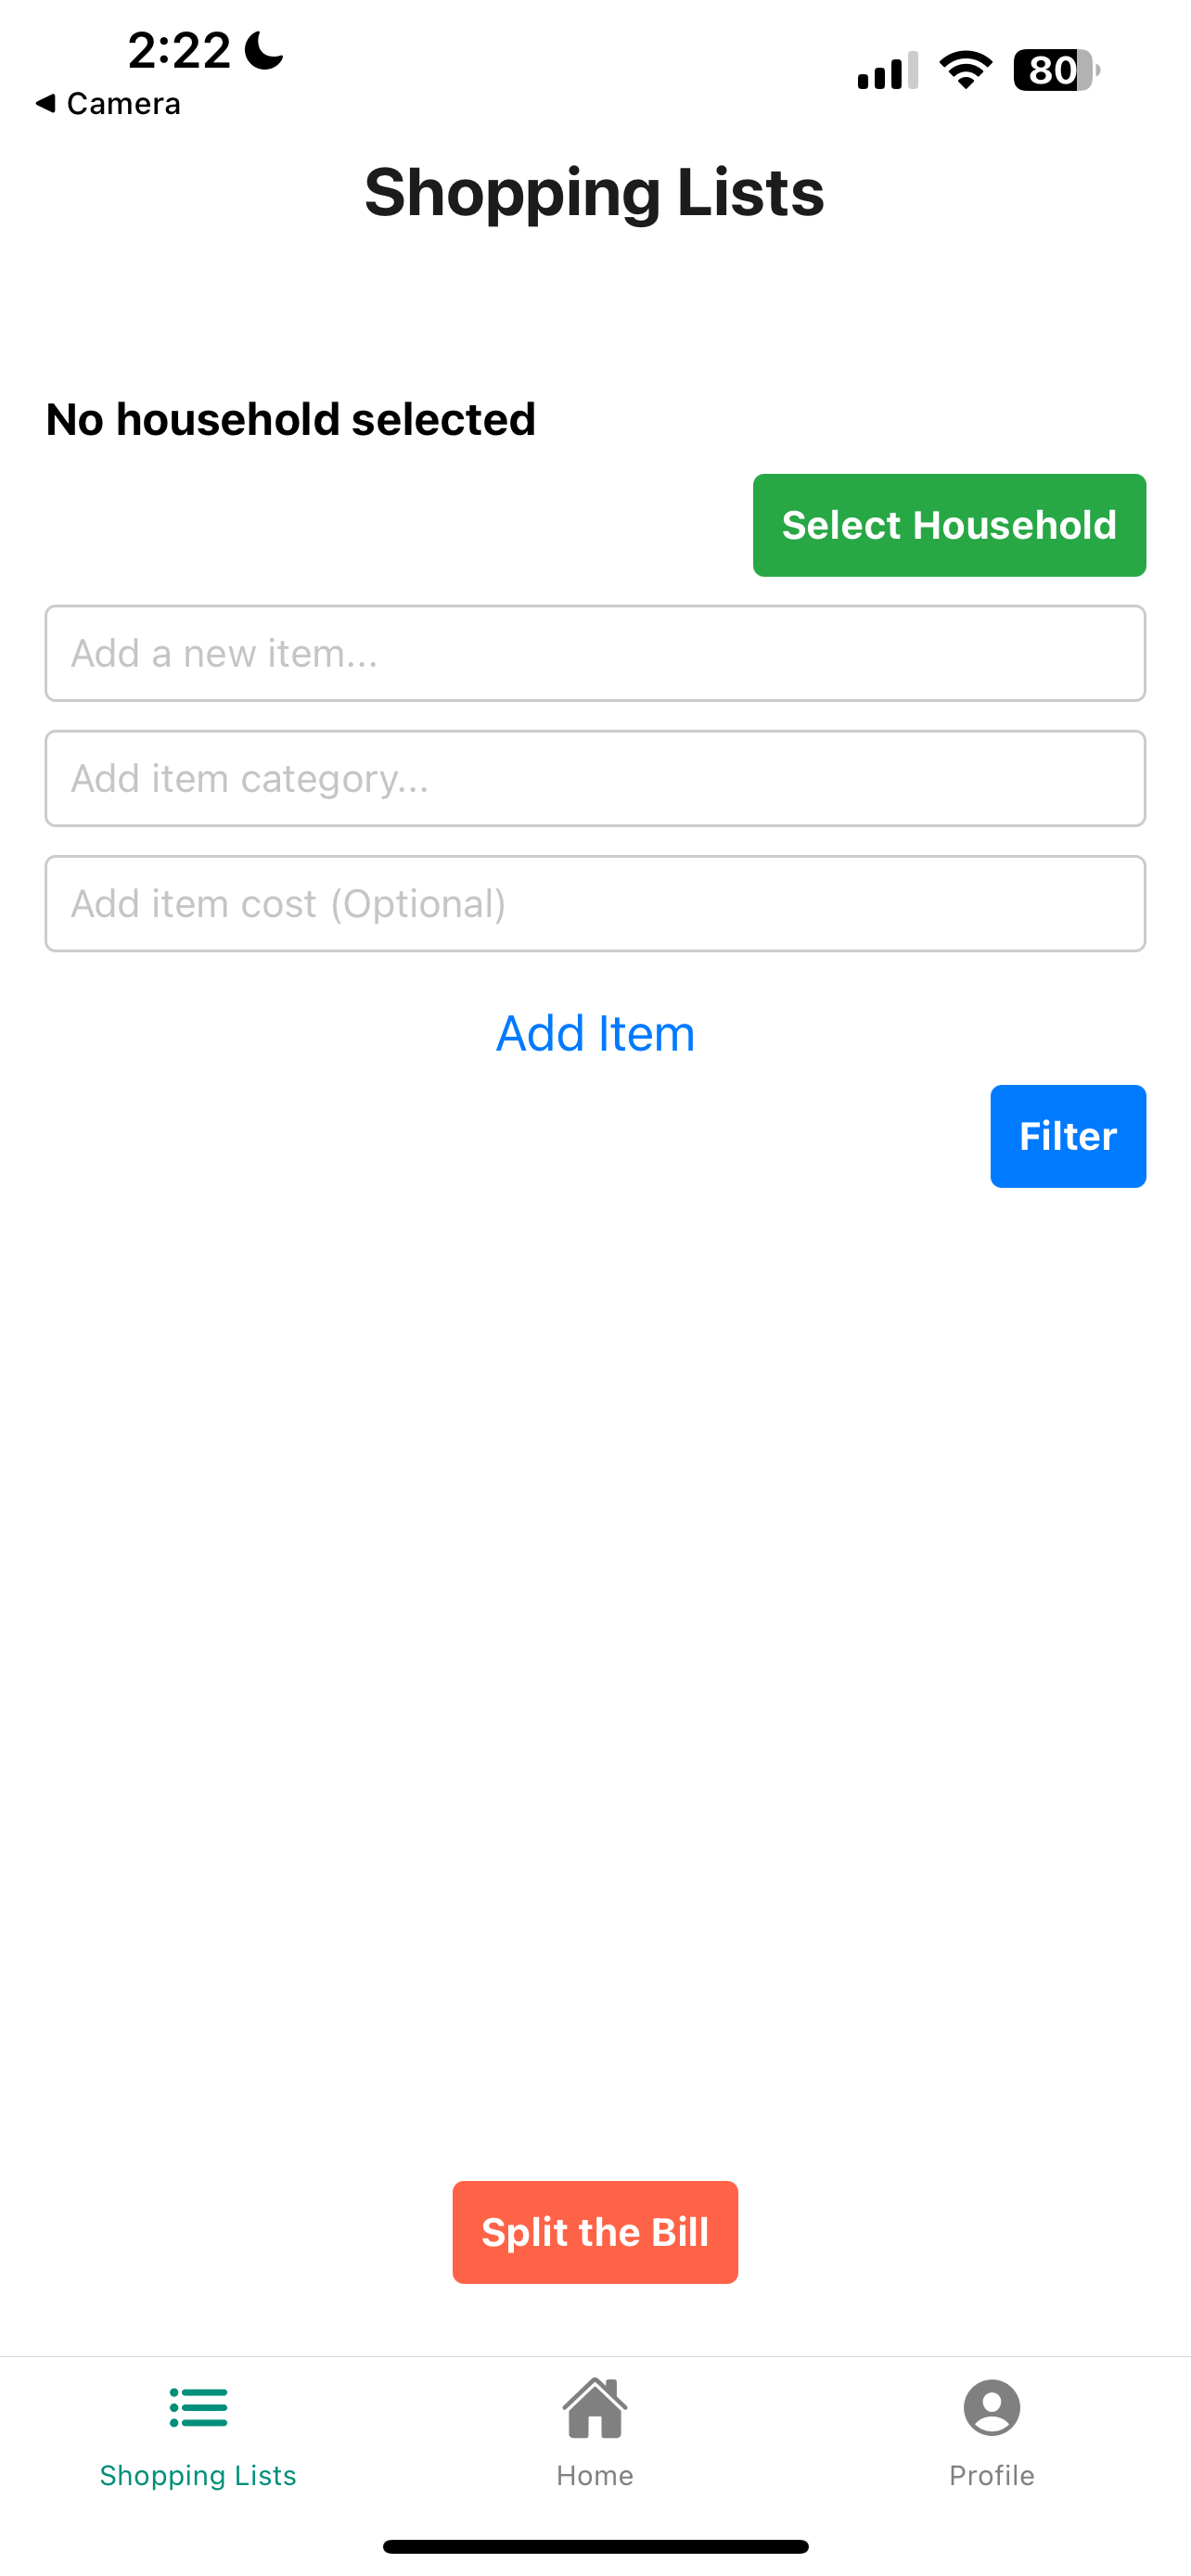 2:22
80
◀ Camera
Shopping Lists
No household selected
Select Household
Add a new item...
Add item category...
Add item cost (Optional)
Add Item
Filter
Split the Bill
Shopping Lists
Home
Profile